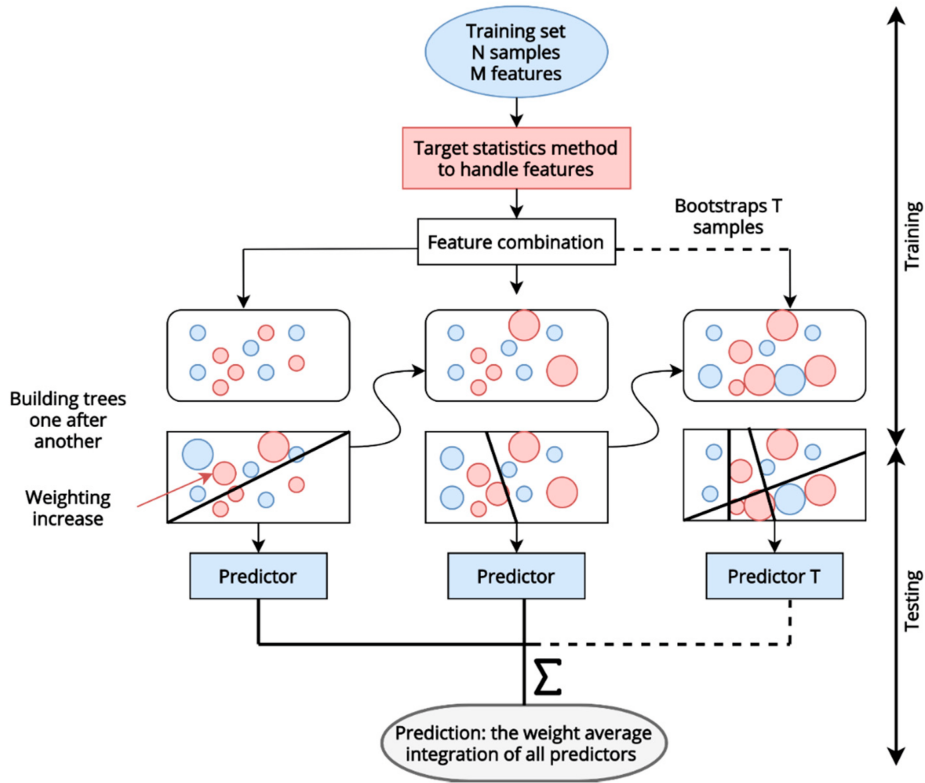 Training set
N samples
M features
Target statistics method
to handle features
Bootstraps T
samples
Feature combination
Training
Building trees
one after
another
Weighting
increase
Predictor
Predictor
Predictor T
Testing
Σ
Prediction: the weight average
integration of all predictors